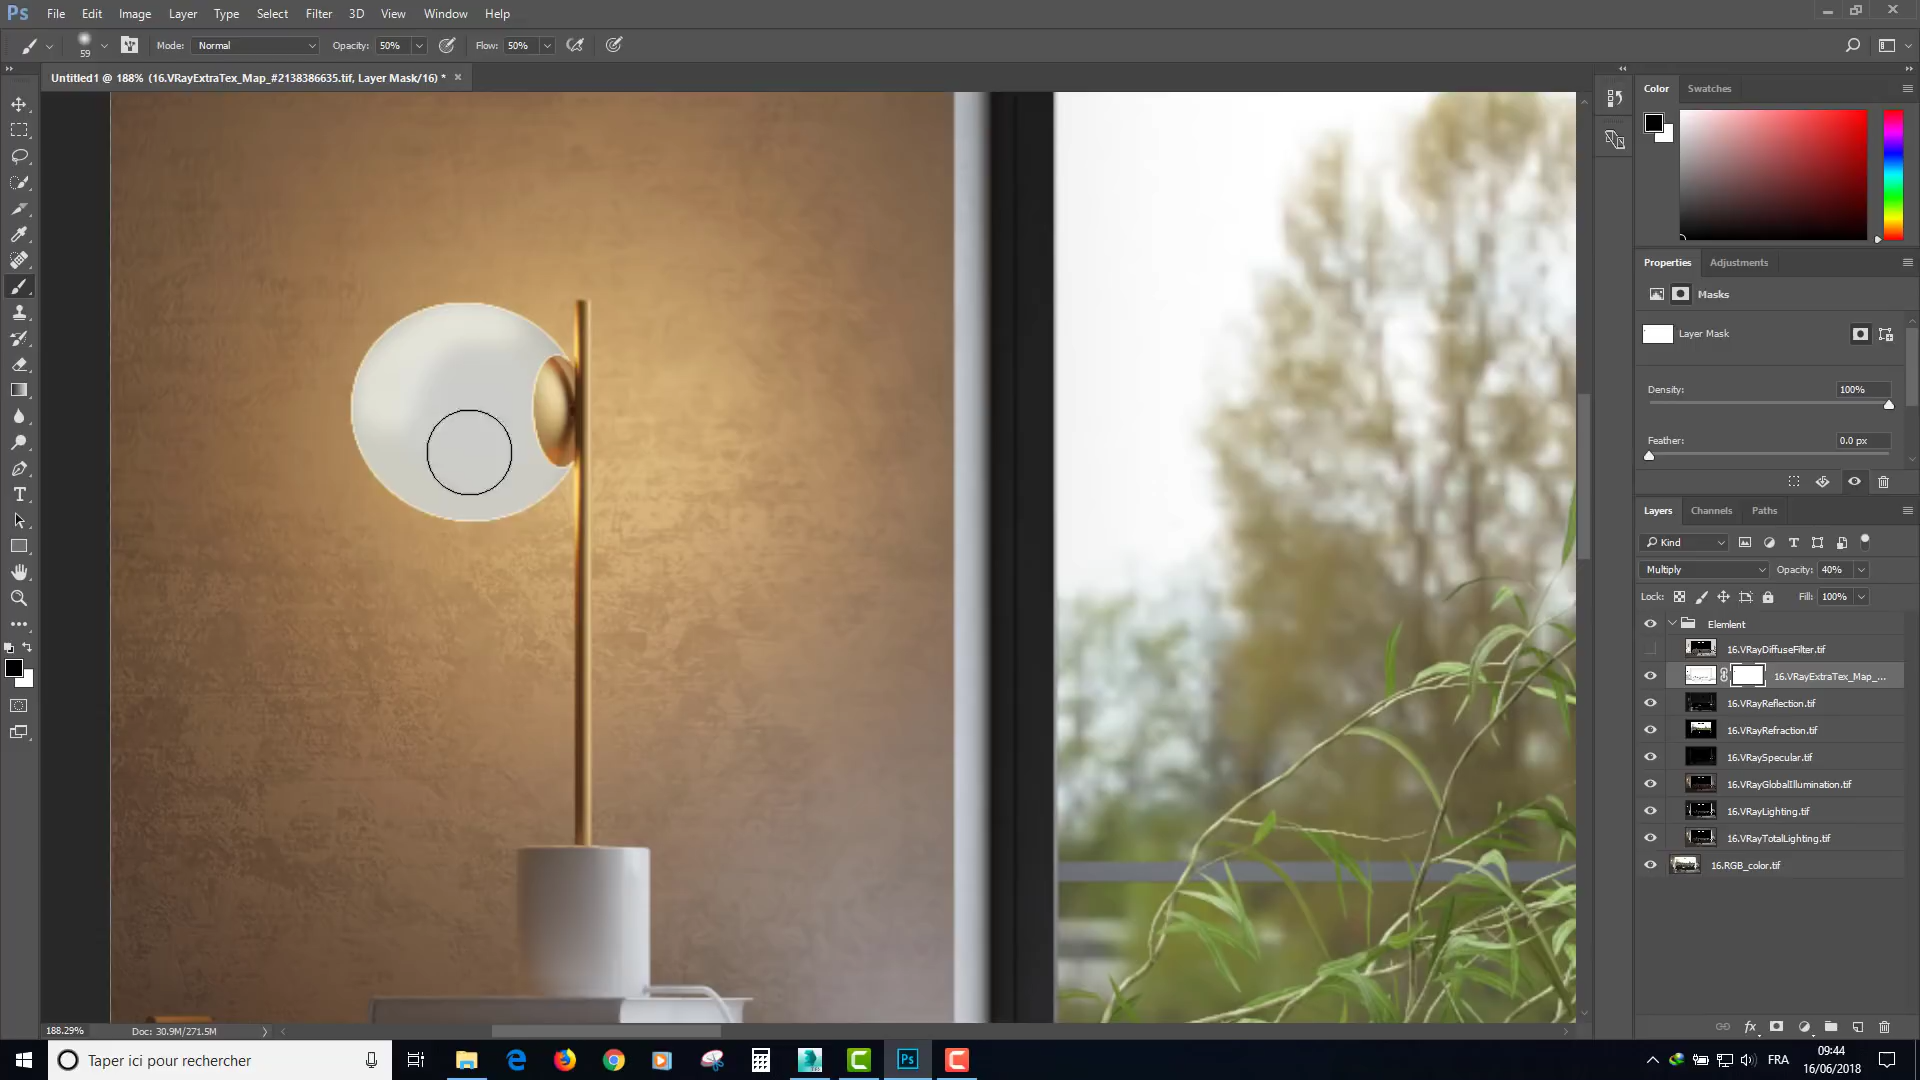 Ps File Edit Image Layer Type Select Filter 3D View Window Help
59 Mode: Normal Opacity: 50% Flow: 50%
Untitled1 @ 188% (16.VRayExtraTex_Map_#2138386635.tif, Layer Mask/16) * ×
Color Swatches
Properties Adjustments
Masks
Layer Mask
Density: 100%
Feather: 0.0 px
Layers Channels Paths
Kind
Multiply Opacity: 40%
Lock: Fill: 100%
Elemlent
16.VRayDiffuseFilter.tif
16.VRayExtraTex_Map_...
16.VRayReflection.tif
16.VRayRefraction.tif
16.VRaySpecular.tif
16.VRayGlobalIllumination.tif
16.VRayLighting.tif
16.VRayTotalLighting.tif
16.RGB_color.tif
188.29% Doc: 30.9M/271.5M
Taper ici pour rechercher
Ps
FRA
09:44
16/06/2018